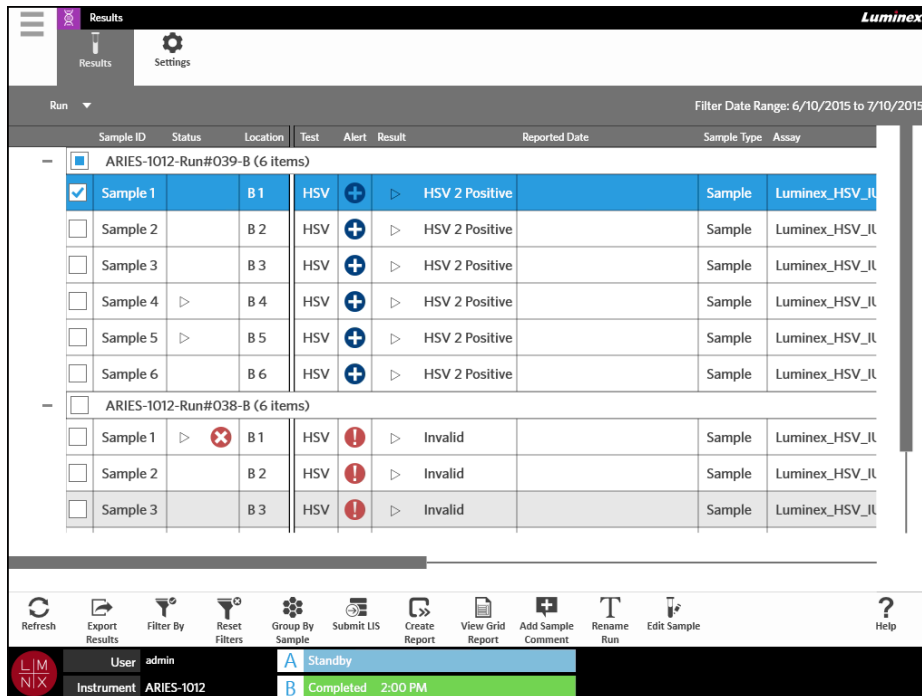 Results
Luminex
Results Settings
Run Filter Date Range: 6/10/2015 to 7/10/2015
Sample ID Status Location Test Alert Result Reported Date Sample Type Assay
ARIES-1012-Run#039-B (6 items)
Sample 1 B 1 HSV HSV 2 Positive Sample Luminex_HSV_IU
Sample 2 B 2 HSV HSV 2 Positive Sample Luminex_HSV_IU
Sample 3 B 3 HSV HSV 2 Positive Sample Luminex_HSV_IU
Sample 4 B 4 HSV HSV 2 Positive Sample Luminex_HSV_IU
Sample 5 B 5 HSV HSV 2 Positive Sample Luminex_HSV_IU
Sample 6 B 6 HSV HSV 2 Positive Sample Luminex_HSV_IU
ARIES-1012-Run#038-B (6 items)
Sample 1 B 1 HSV Invalid Sample Luminex_HSV_IU
Sample 2 B 2 HSV Invalid Sample Luminex_HSV_IU
Sample 3 B 3 HSV Invalid Sample Luminex_HSV_IU
Refresh Export Results Filter By Reset Filters Group By Sample Submit LIS Create Report View Grid Report Add Sample Comment Rename Run Edit Sample Help
LMNX
User admin A Standby
Instrument ARIES-1012 B Completed 2:00 PM